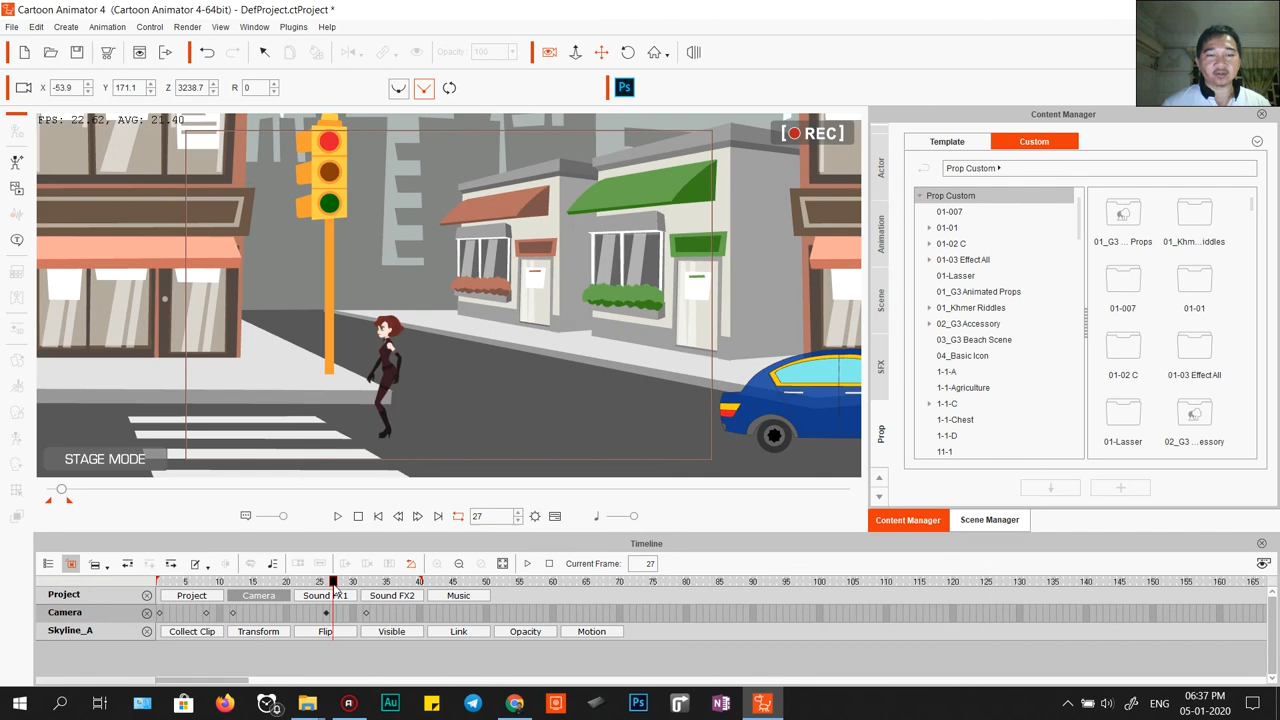 Cartoon Animator 4 (Cartoon Animator 4-64bit) - DefProject.ctProject *
File Edit Create Animation Control Render View Window Plugins Help
Opacity : 100
X -53.9 Y 171.1 Z 3238.7 R 0
Ps
FPS: 22.62, AVG: 21.40
[ REC]
STAGE MODE
Content Manager
Template Custom
Prop Custom
Actor
Animation
Scene
SFX
Prop
Prop Custom
01-007
01-01
01-02 C
01-03 Effect All
01-Lasser
01_G3 Animated Props
01_Khmer Riddles
02_G3 Accessory
03_G3 Beach Scene
04_Basic Icon
1-1-A
1-1-Agriculture
1-1-C
1-1-Chest
1-1-D
11-1
01_G3 ... Props 01_Khm...iddles
01-007 01-01
01-02 C 01-03 Effect All
01-Lasser 02_G3 ...essory
27
Content Manager Scene Manager
Timeline
Current Frame: 27
5 10 15 20 25 30 35 40 45 50 55 60 65 70 75 80 85 90 95 100 105 110 115 120 125 130 135 140 145 150 155 160 165
Project Project Camera Sound FX1 Sound FX2 Music
Camera
Skyline_A Collect Clip Transform Flip Visible Link Opacity Motion
Au Ps
ENG 06:37 PM
05-01-2020